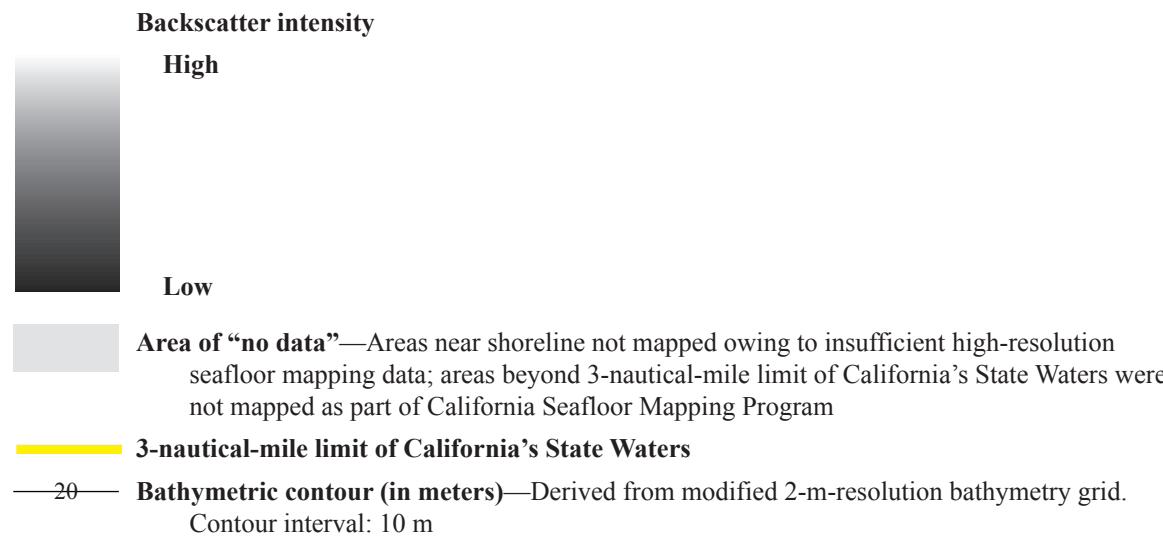 Backscatter intensity
High
Low
Area of “no data”—Areas near shoreline not mapped owing to insufficient high-resolution
seafloor mapping data; areas beyond 3-nautical-mile limit of California’s State Waters were
not mapped as part of California Seafloor Mapping Program
3-nautical-mile limit of California’s State Waters
20 Bathymetric contour (in meters)—Derived from modified 2-m-resolution bathymetry grid.
Contour interval: 10 m